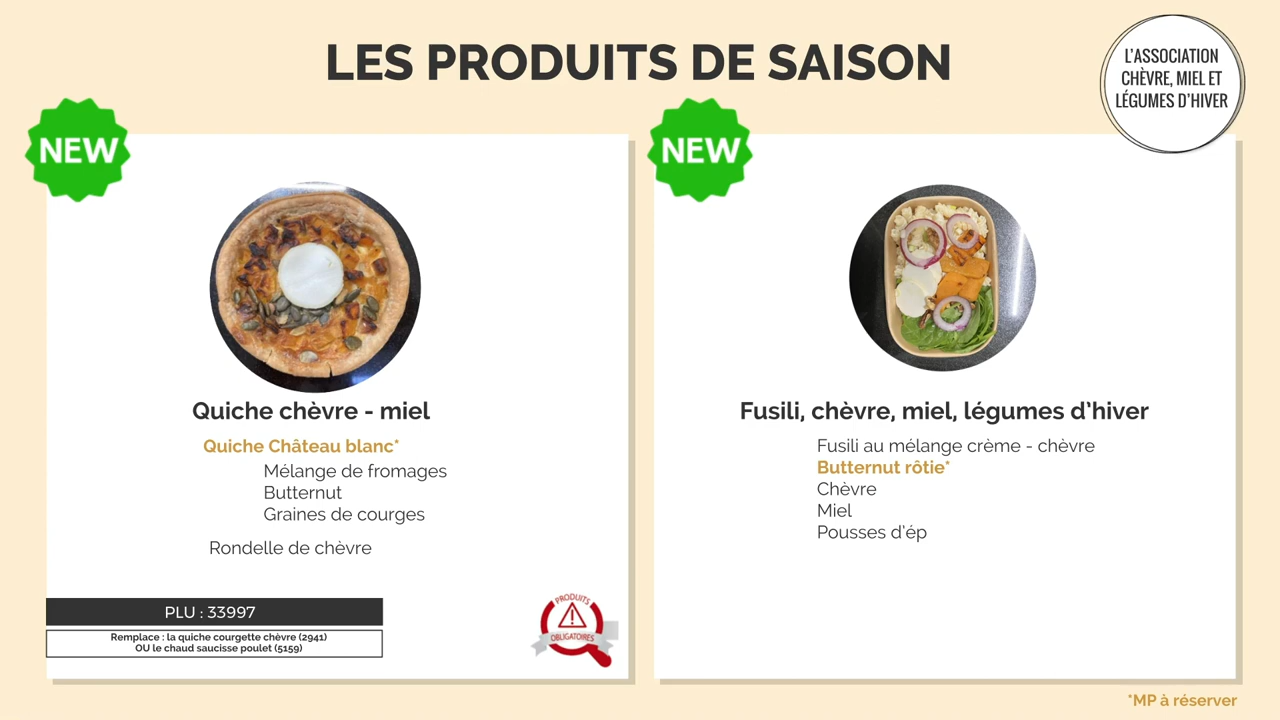 LES PRODUITS DE SAISON
L'ASSOCIATION
CHÈVRE, MIEL ET
LÉGUMES D'HIVER
NEW
Quiche chèvre - miel
Quiche Château blanc*
Mélange de fromages
Butternut
Graines de courges
Rondelle de chèvre
PLU : 33997
Remplace : la quiche courgette chèvre (2941)
OU le chaud saucisse poulet (5159)
PRODUITS
OBLIGATOIRES
NEW
Fusili, chèvre, miel, légumes d'hiver
Fusili au mélange crème - chèvre
Butternut rôtie*
Chèvre
Miel
Pousses d'ép
*MP à réserver